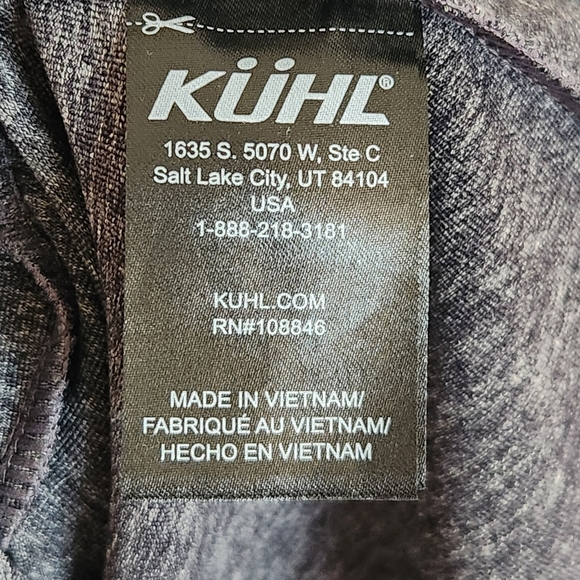 KÜHL®
1635 S. 5070 W, Ste C
Salt Lake City, UT 84104
USA
1-888-218-3181
KUHL.COM
RN#108846
MADE IN VIETNAM/
FABRIQUÉ AU VIETNAM/
HECHO EN VIETNAM